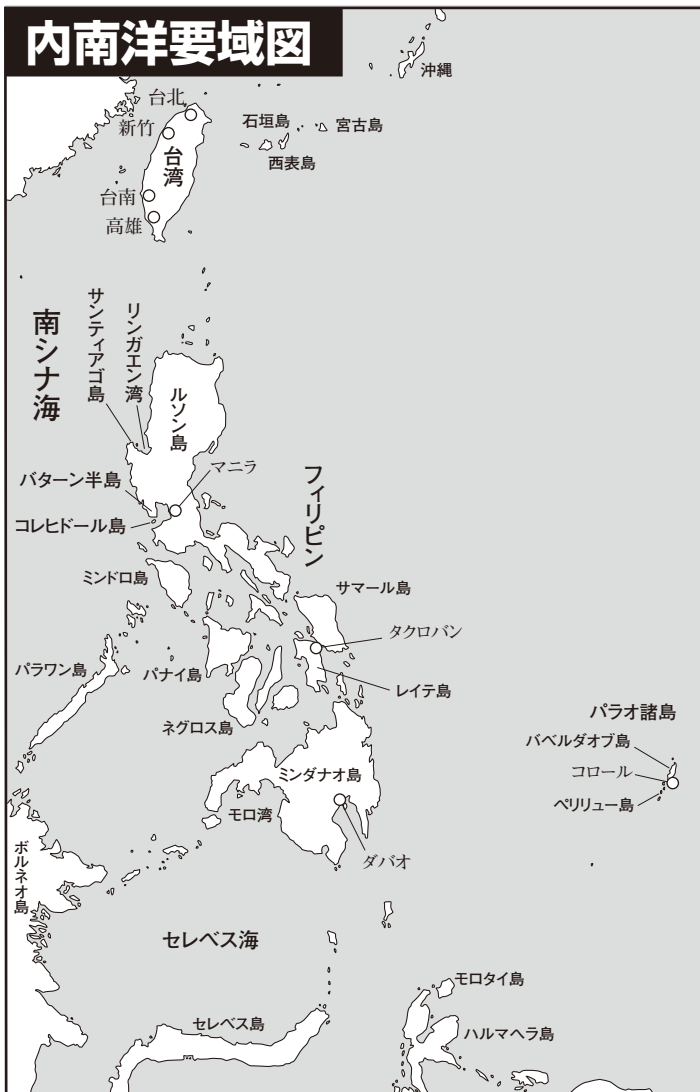 内南洋要域図
沖縄
台北
新竹
台湾
台南
高雄
石垣島
宮古島
西表島
南シナ海
サンティアゴ島
リンガエン湾
ルソン島
マニラ
バターン半島
コレヒドール島
フィリピン
ミンドロ島
サマール島
タクロバン
パラワン島
パナイ島
レイテ島
ネグロス島
パラオ諸島
バベルダオブ島
コロール
ペリリュー島
ミンダナオ島
モロ湾
ダバオ
ボルネオ島
セレベス海
モロタイ島
セレベス島
ハルマヘラ島